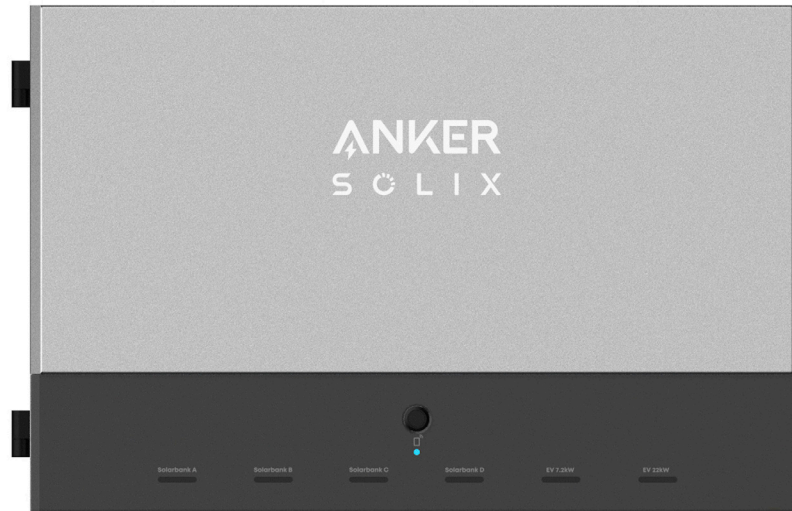 ANKER
SOLIX
Solarbank A
Solarbank B
Solarbank C
Solarbank D
EV 7.2kW
EV 22kW